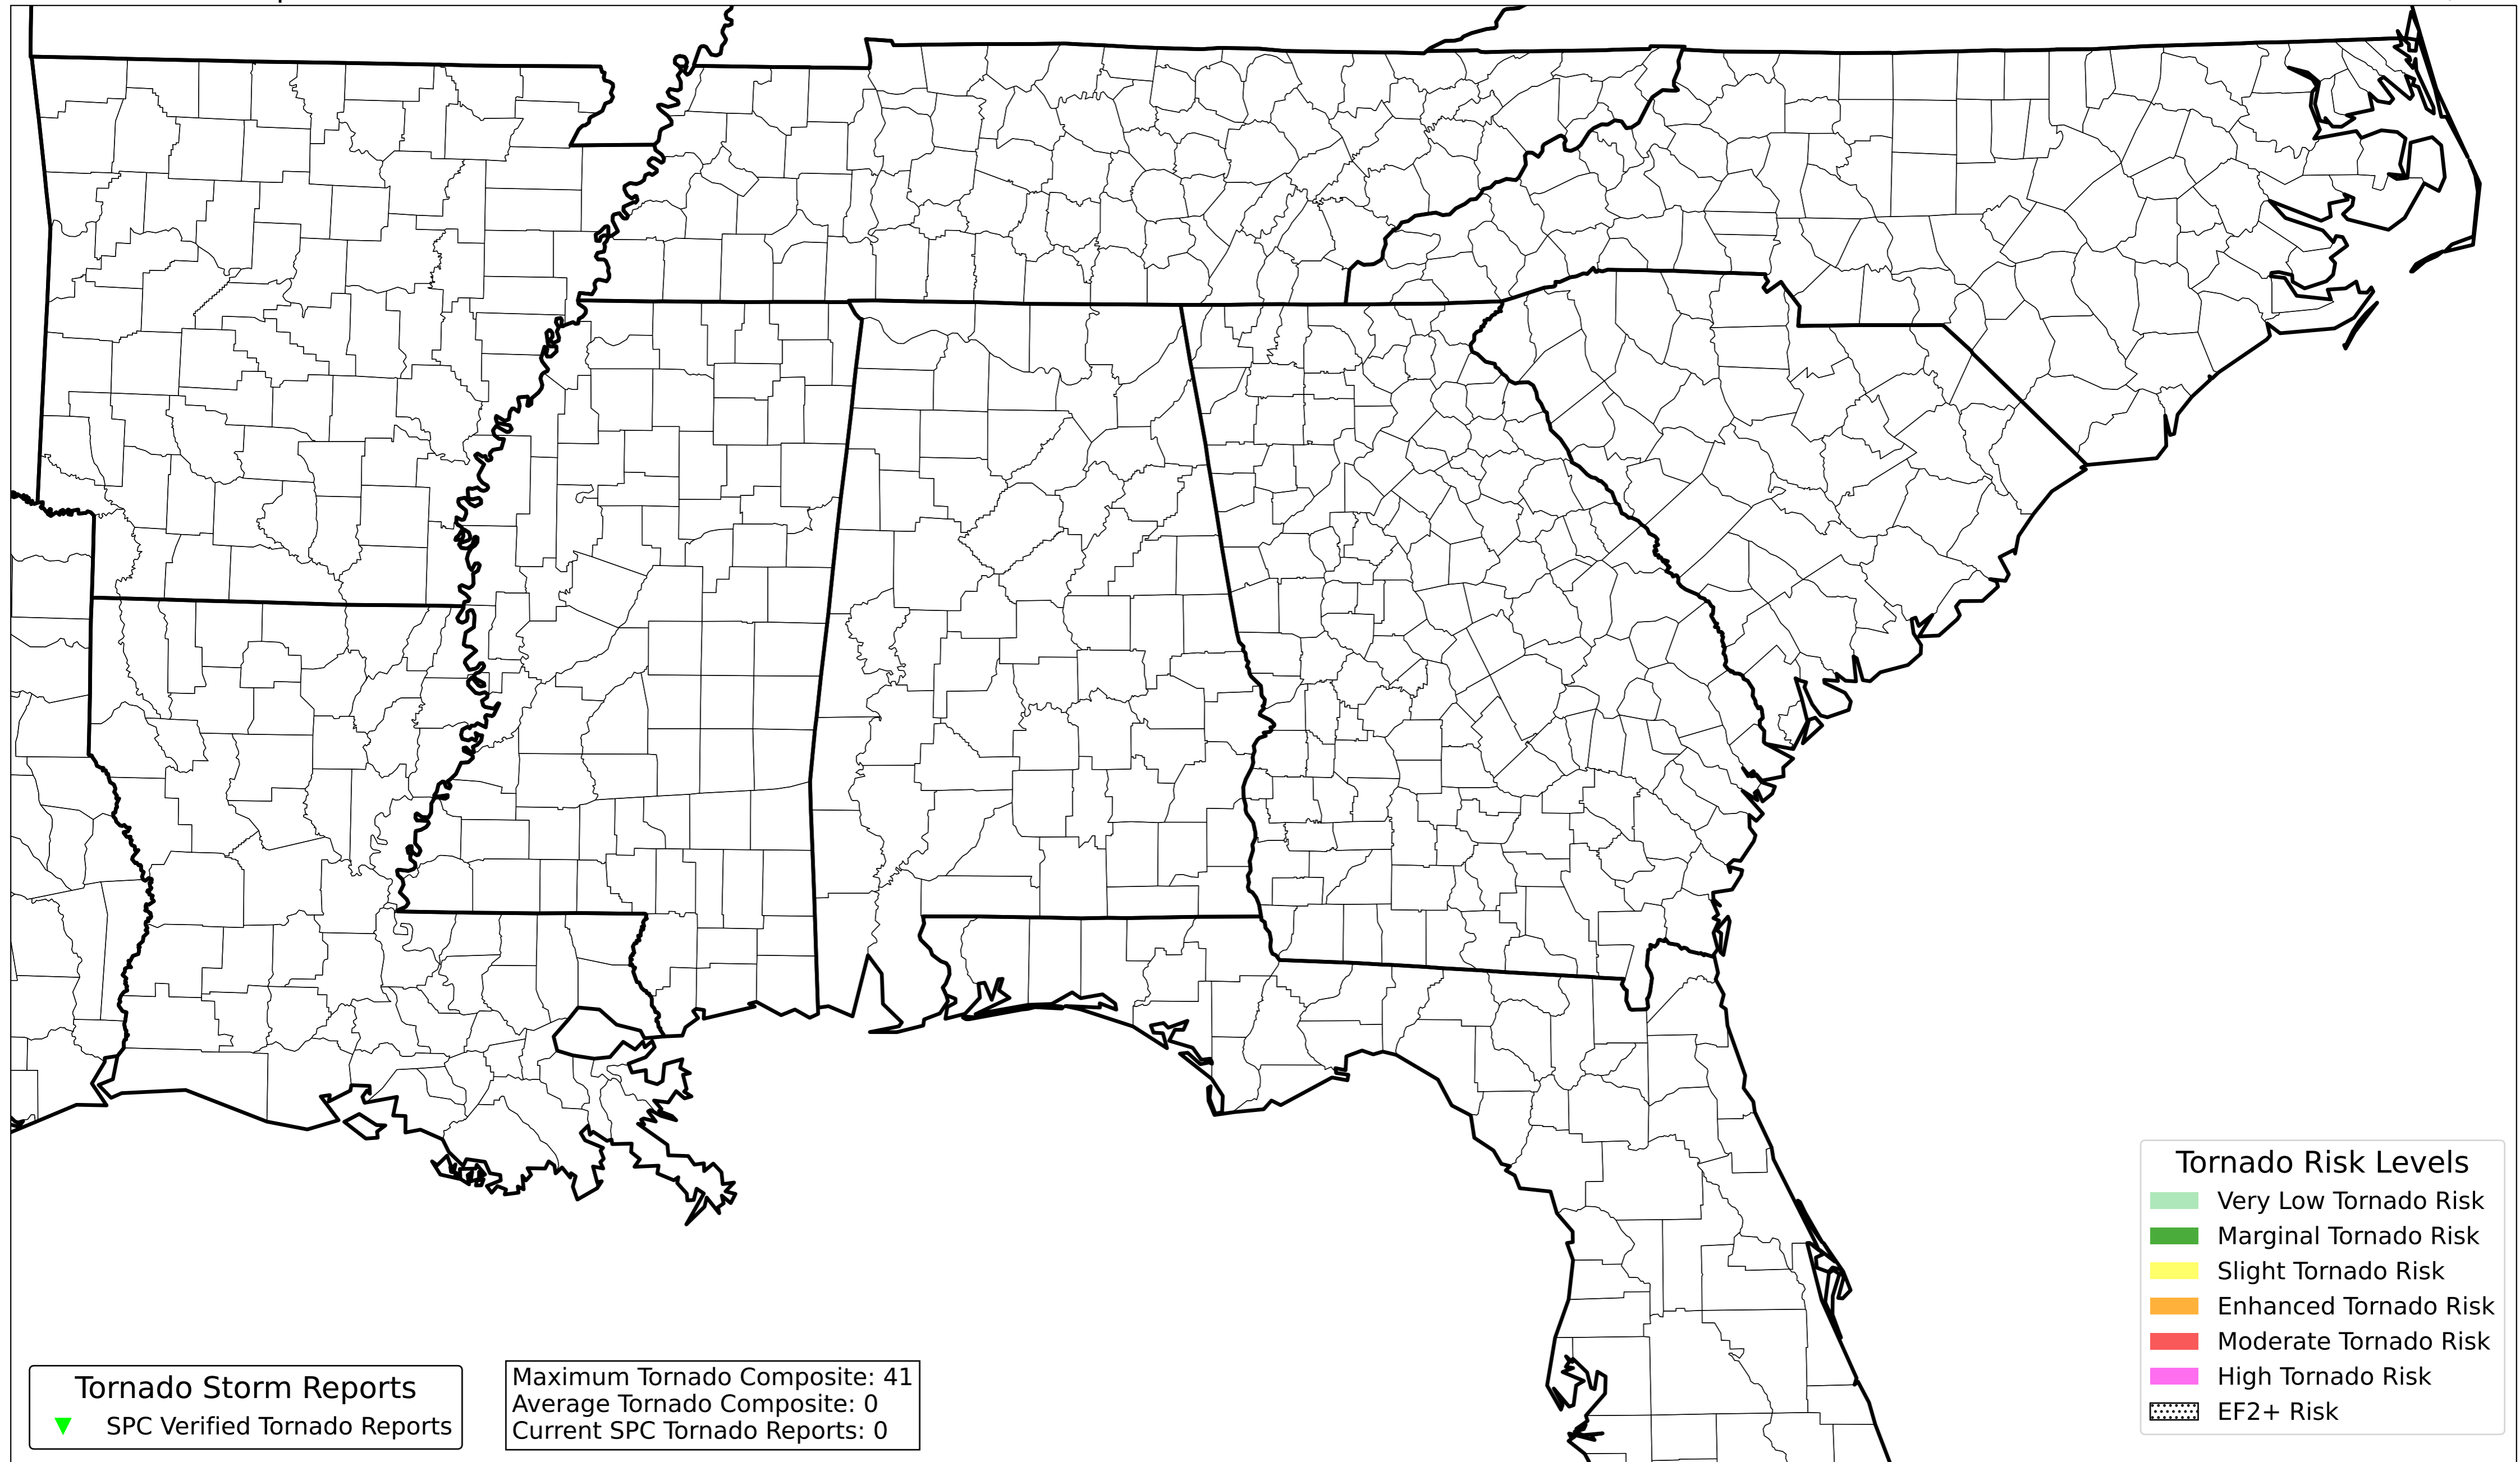 Tornado Risk Levels
Very Low Tornado Risk
Marginal Tornado Risk
Slight Tornado Risk
Enhanced Tornado Risk
Moderate Tornado Risk
High Tornado Risk
EF2+ Risk
Tornado Storm Reports
SPC Verified Tornado Reports
Maximum Tornado Composite: 41
Average Tornado Composite: 0
Current SPC Tornado Reports: 0